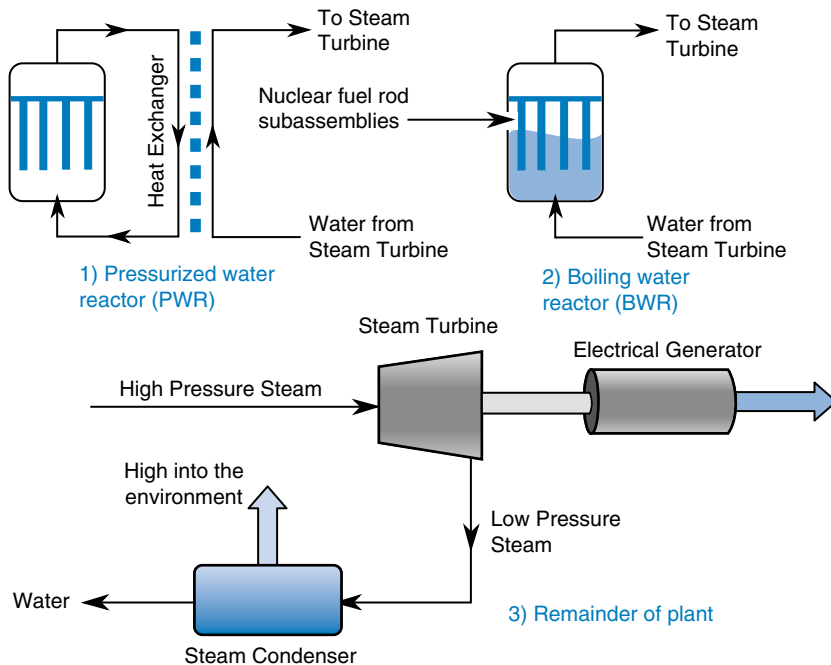 To Steam
Turbine
Heat Exchanger
Water from
Steam Turbine
1) Pressurized water
reactor (PWR)
To Steam
Turbine
Nuclear fuel rod
subassemblies
Water from
Steam Turbine
2) Boiling water
reactor (BWR)
Steam Turbine
Electrical Generator
High Pressure Steam
High into the
environment
Low Pressure
Steam
Water
Steam Condenser
3) Remainder of plant